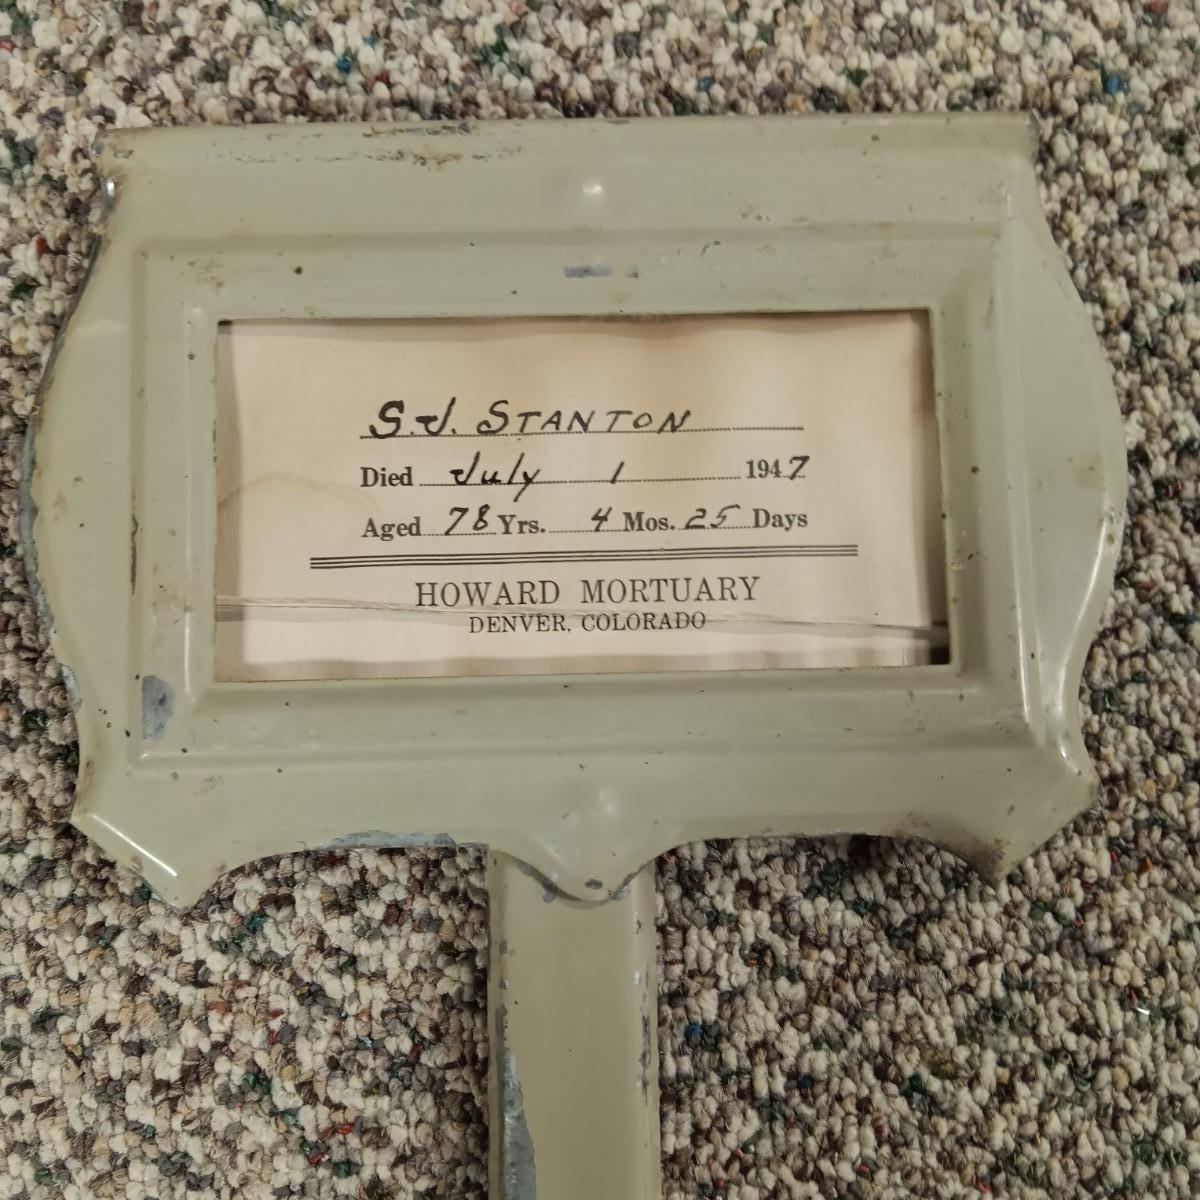 S.J. STANTON
Died July 1 1947
Aged 78 Yrs. 4 Mos. 25 Days
HOWARD MORTUARY
DENVER, COLORADO